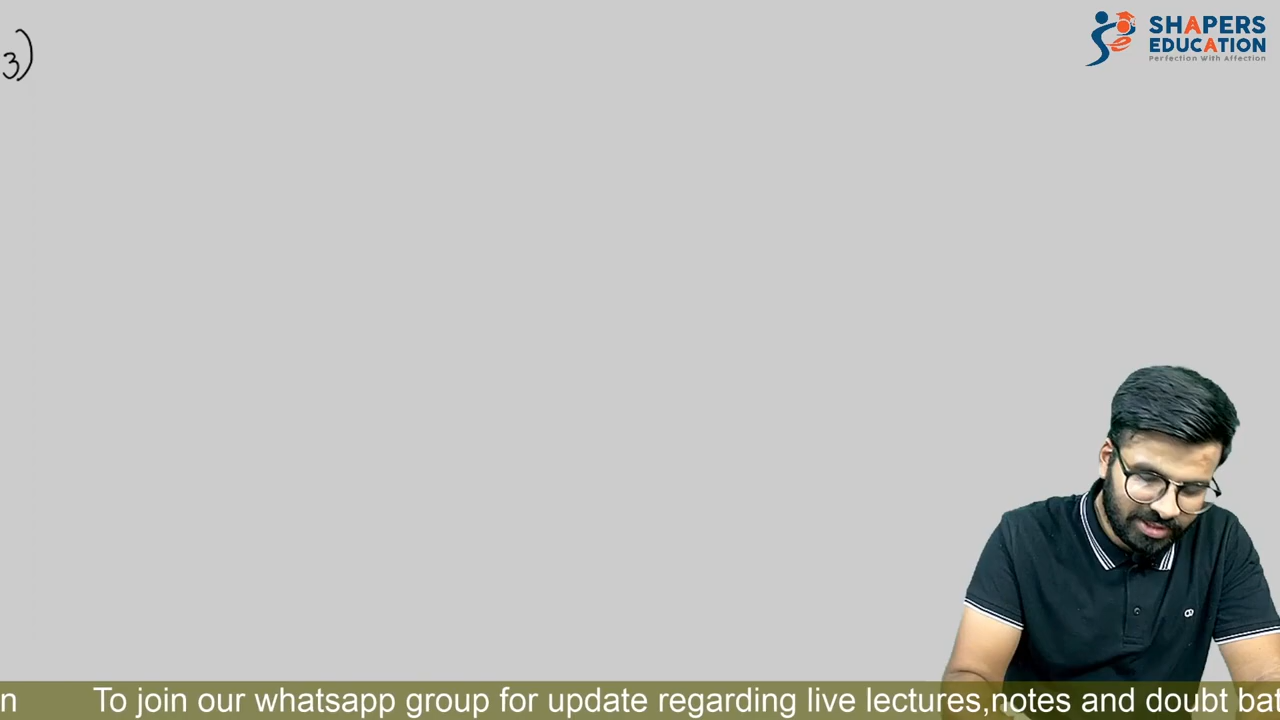 3)
SHAPERS
EDUCATION
Perfection With Affection
n To join our whatsapp group for update regarding live lectures,notes and doubt bat